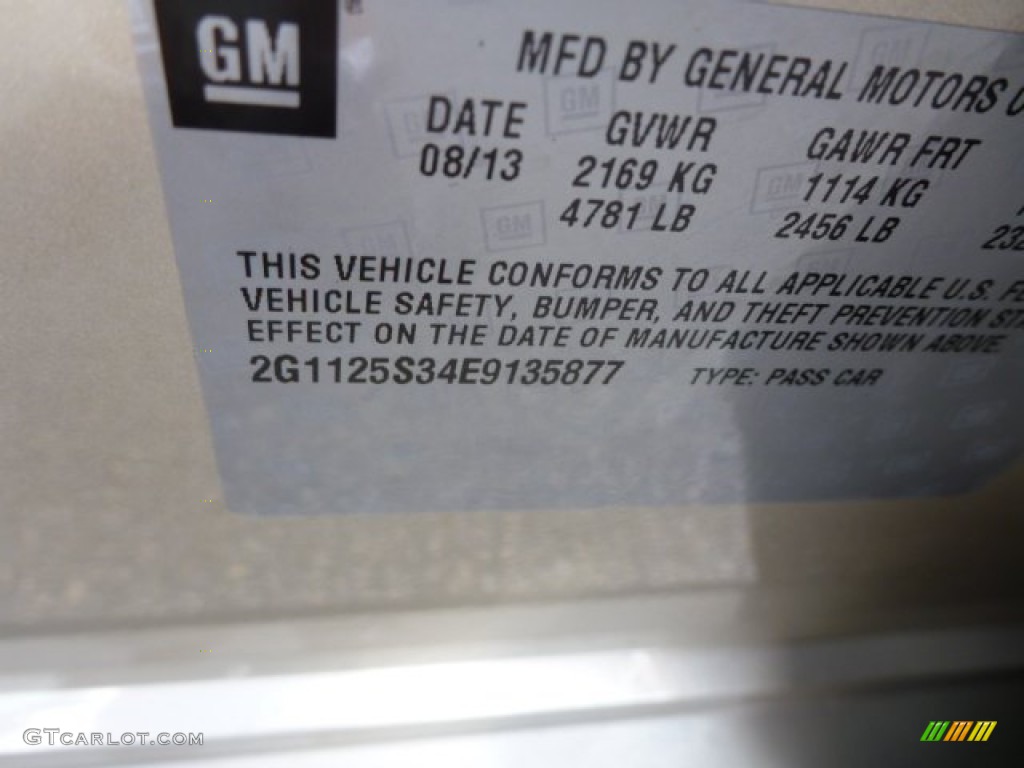 GM
MFD BY GENERAL MOTORS
DATE GVWR GAWR FRT
08/13 2169 KG 1114 KG
4781 LB 2456 LB
THIS VEHICLE CONFORMS TO ALL APPLICABLE U.S.
VEHICLE SAFETY, BUMPER, AND THEFT PREVENTION
EFFECT ON THE DATE OF MANUFACTURE SHOWN ABOVE
2G1125S34E9135877 TYPE: PASS CAR
GTCARLOT.COM